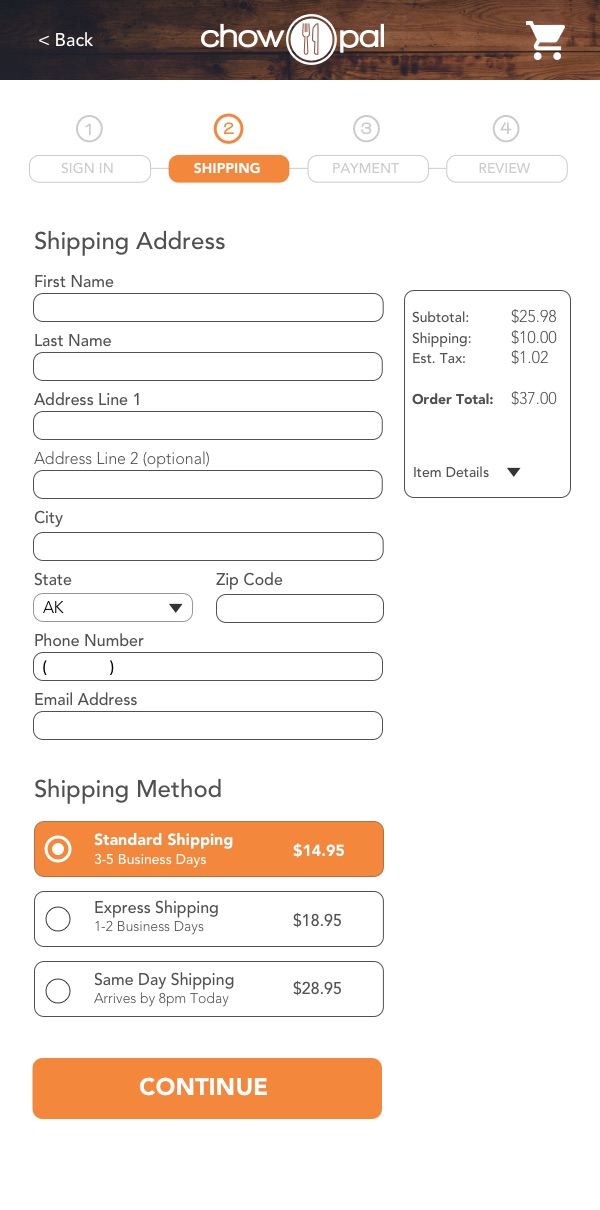 < Back
chow pal
1
2
3
4
SIGN IN
SHIPPING
PAYMENT
REVIEW
Shipping Address
First Name
Last Name
Address Line 1
Address Line 2 (optional)
City
State
Zip Code
AK
Phone Number
( )
Email Address
Subtotal: $25.98
Shipping: $10.00
Est. Tax: $1.02
Order Total: $37.00
Item Details
Shipping Method
Standard Shipping
3-5 Business Days
$14.95
Express Shipping
1-2 Business Days
$18.95
Same Day Shipping
Arrives by 8pm Today
$28.95
CONTINUE